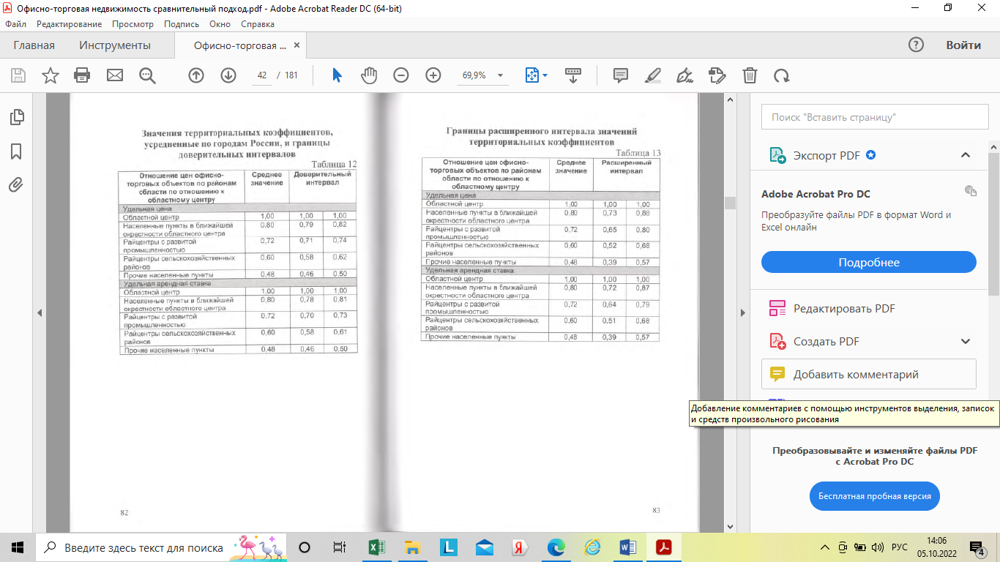 Офисно-торговая недвижимость сравнительный подход.pdf - Adobe Acrobat Reader DC (64-bit)
Файл Редактирование Просмотр Подпись Окно Справка
Главная Инструменты Офисно-торговая ... × Войти
42 / 181 69,9%
Значения территориальных коэффициентов,
усредненные по городам России, и границы
доверительных интервалов
Таблица 12
Отношение цен офисно-
торговых объектов по районам
области по отношению к
областному центру
Среднее
значение
Доверительный
интервал
Удельная цена
Областной центр 1,00 1,00 1,00
Населенные пункты в ближайшей
окрестности областного центра 0,80 0,79 0,82
Райцентры с развитой
промышленностью 0,72 0,71 0,74
Райцентры сельскохозяйственных
районов 0,60 0,58 0,62
Прочие населенные пункты 0,48 0,46 0,50
Удельная арендная ставка
Областной центр 1,00 1,00 1,00
Населенные пункты в ближайшей
окрестности областного центра 0,80 0,78 0,81
Райцентры с развитой
промышленностью 0,72 0,70 0,73
Райцентры сельскохозяйственных
районов 0,60 0,58 0,61
Прочие населенные пункты 0,48 0,46 0,50
82
Границы расширенного интервала значений
территориальных коэффициентов
Таблица 13
Отношение цен офисно-
торговых объектов по районам
области по отношению к
областному центру
Среднее
значение
Расширенный
интервал
Удельная цена
Областной центр 1,00 1,00 1,00
Населенные пункты в ближайшей
окрестности областного центра 0,80 0,73 0,88
Райцентры с развитой
промышленностью 0,72 0,65 0,80
Райцентры сельскохозяйственных
районов 0,60 0,52 0,68
Прочие населенные пункты 0,48 0,39 0,57
Удельная арендная ставка
Областной центр 1,00 1,00 1,00
Населенные пункты в ближайшей
окрестности областного центра 0,80 0,72 0,87
Райцентры с развитой
промышленностью 0,72 0,64 0,79
Райцентры сельскохозяйственных
районов 0,60 0,51 0,68
Прочие населенные пункты 0,48 0,39 0,57
83
Поиск "Вставить страницу"
Экспорт PDF
Adobe Acrobat Pro DC
Преобразуйте файлы PDF в формат Word и
Excel онлайн
Подробнее
Редактировать PDF
Создать PDF
Добавить комментарий
Добавление комментариев с помощью инструментов выделения, записок
и средств произвольного рисования
Преобразовывайте и изменяйте файлы PDF
с Acrobat Pro DC
Бесплатная пробная версия
Введите здесь текст для поиска
РУС
14:06
05.10.2022
4